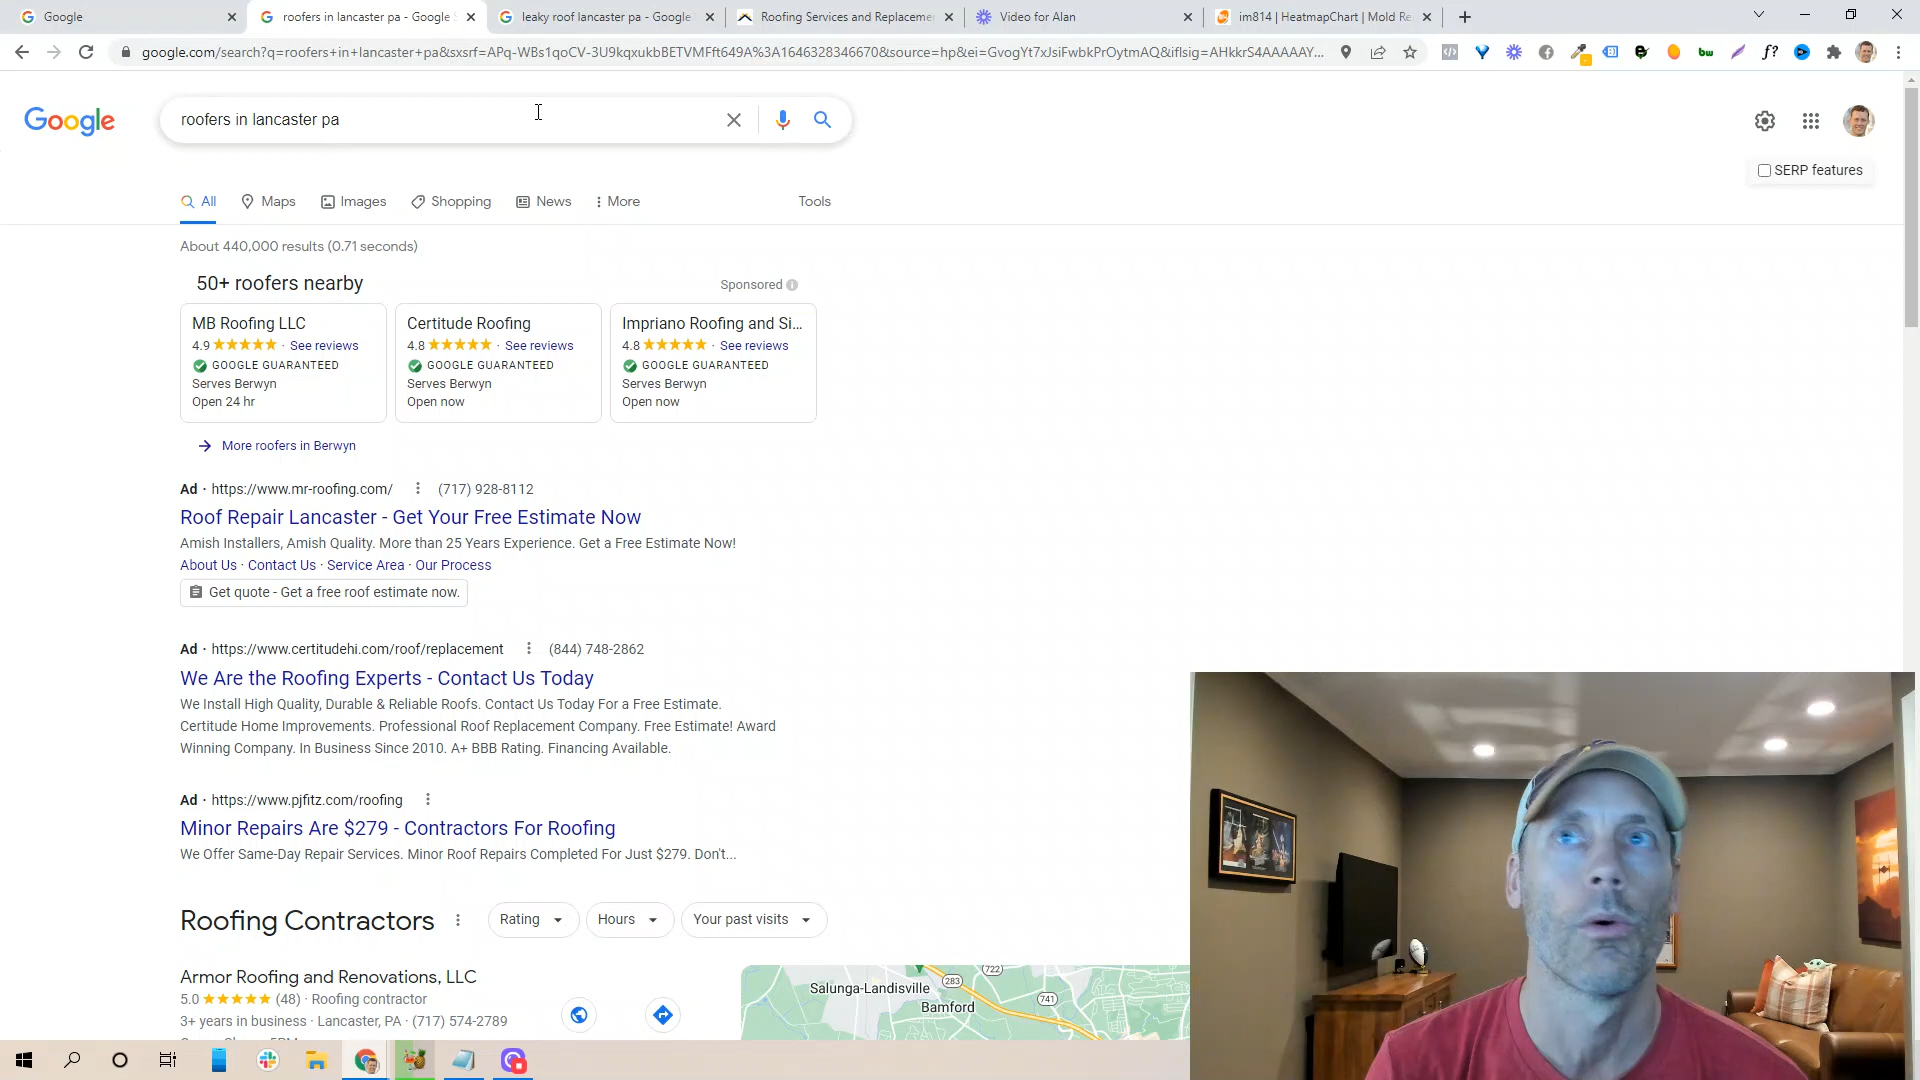 Google
roofers in lancaster pa - Google S
leaky roof lancaster pa - Google
Roofing Services and Replaceme
Video for Alan
im814 | HeatmapChart | Mold Re
google.com/search?q=roofers+in+lancaster+pa&sxsrf=APq-WBs1qoCV-3U9kqxukbBETVMFft649A%3A1646328346670&source=hp&ei=GvogYt7xJsiFwbkPrOytmAQ&iflsig=AHkkrS4AAAAAY...
Google
roofers in lancaster pa
SERP features
All
Maps
Images
Shopping
News
More
Tools
About 440,000 results (0.71 seconds)
50+ roofers nearby
Sponsored
MB Roofing LLC
4.9 · See reviews
GOOGLE GUARANTEED
Serves Berwyn
Open 24 hr
Certitude Roofing
4.8 · See reviews
GOOGLE GUARANTEED
Serves Berwyn
Open now
Impriano Roofing and Si...
4.8 · See reviews
GOOGLE GUARANTEED
Serves Berwyn
Open now
More roofers in Berwyn
Ad · https://www.mr-roofing.com/ (717) 928-8112
Roof Repair Lancaster - Get Your Free Estimate Now
Amish Installers, Amish Quality. More than 25 Years Experience. Get a Free Estimate Now!
About Us · Contact Us · Service Area · Our Process
Get quote - Get a free roof estimate now.
Ad · https://www.certitudehi.com/roof/replacement (844) 748-2862
We Are the Roofing Experts - Contact Us Today
We Install High Quality, Durable & Reliable Roofs. Contact Us Today For a Free Estimate.
Certitude Home Improvements. Professional Roof Replacement Company. Free Estimate! Award
Winning Company. In Business Since 2010. A+ BBB Rating. Financing Available.
Ad · https://www.pjfitz.com/roofing
Minor Repairs Are $279 - Contractors For Roofing
We Offer Same-Day Repair Services. Minor Roof Repairs Completed For Just $279. Don't...
Roofing Contractors
Rating
Hours
Your past visits
Armor Roofing and Renovations, LLC
5.0 (48) · Roofing contractor
3+ years in business · Lancaster, PA · (717) 574-2789
Salunga-Landisville
Bamford
283
722
741